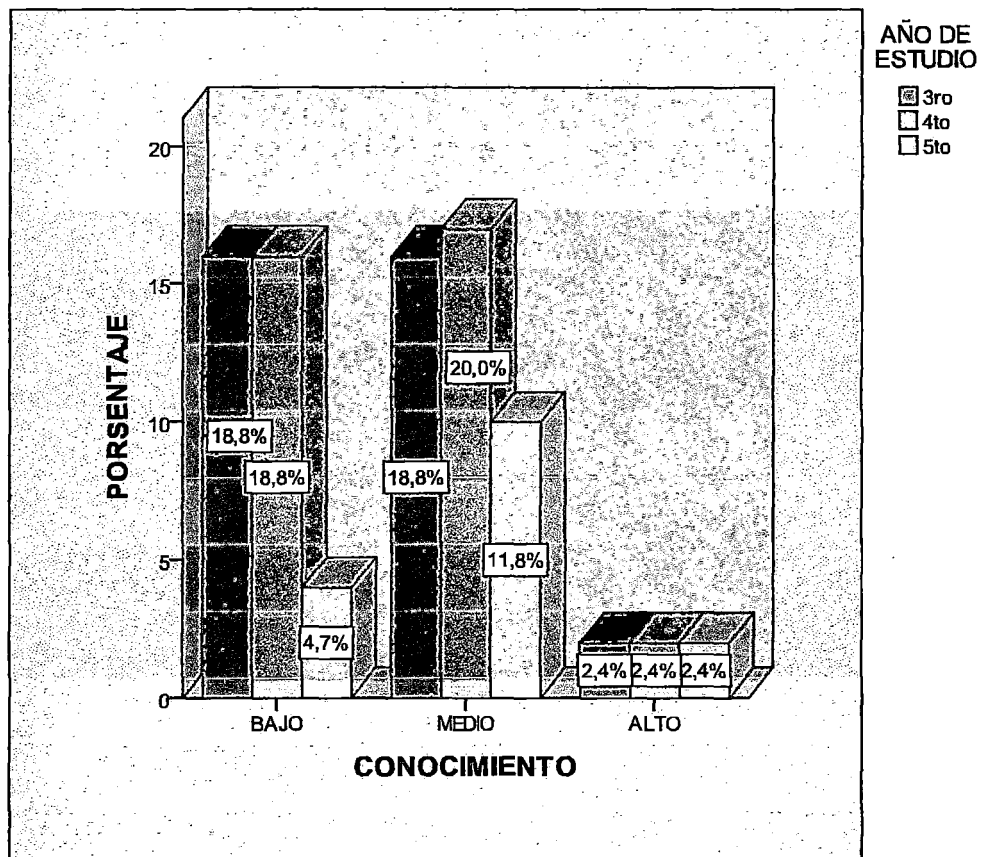 AÑO DE
ESTUDIO
3ro
4to
5to
PORSENTAJE
20
15
10
5
0
18,8%
18,8%
4,7%
18,8%
20,0%
11,8%
2,4%
2,4%
2,4%
BAJO
MEDIO
ALTO
CONOCIMIENTO